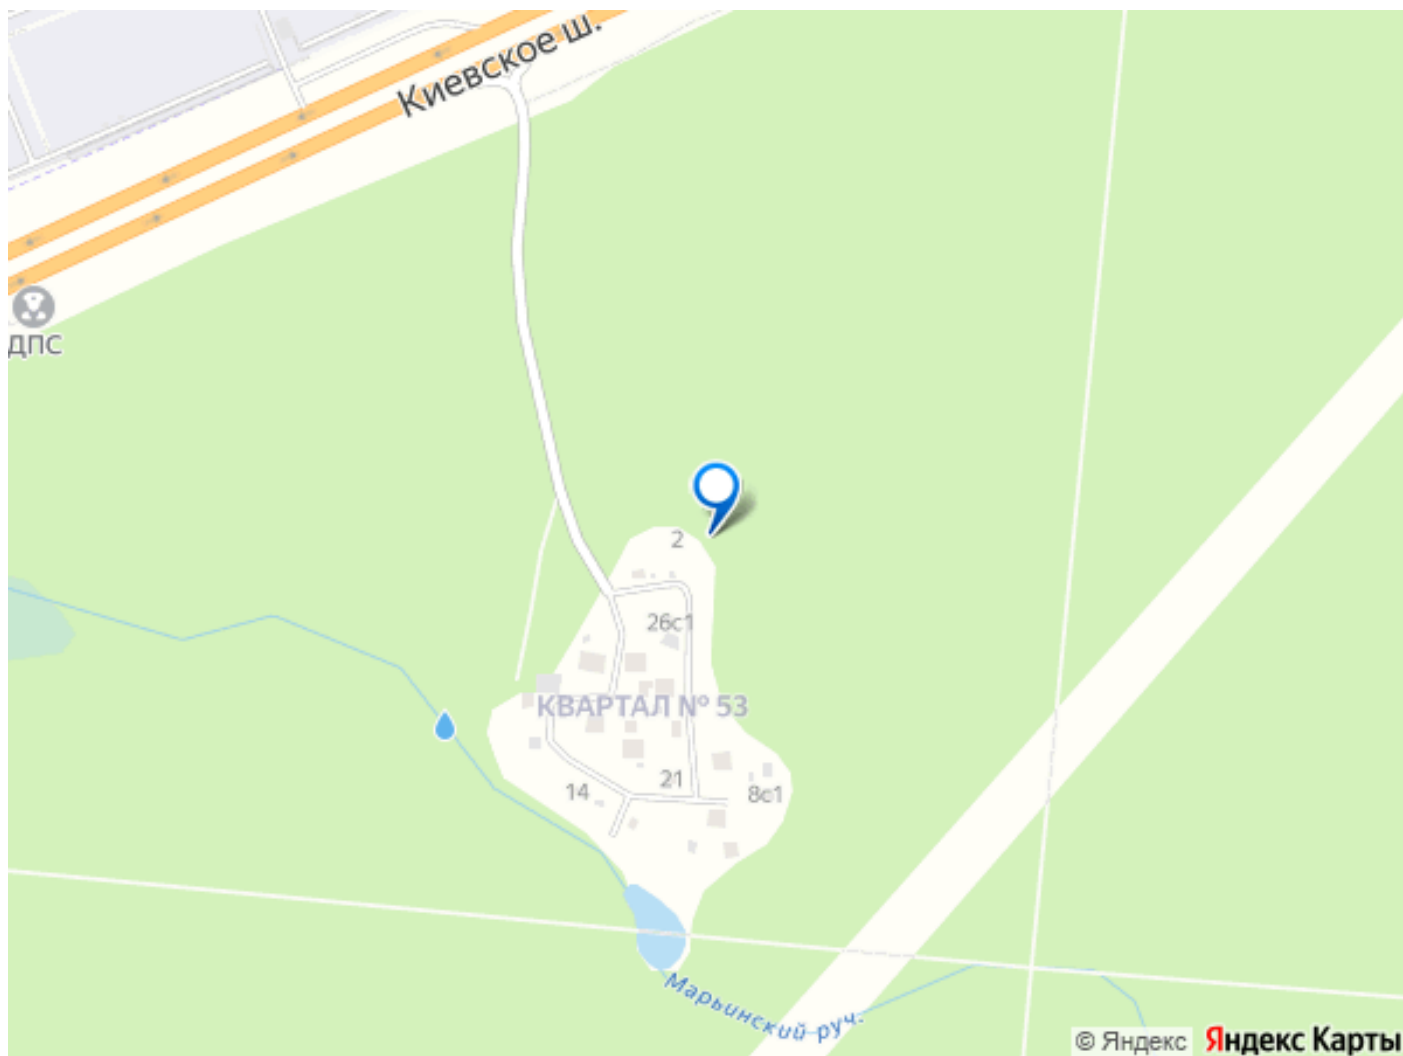 Киевское ш.
ДПС
2
26с1
КВАРТАЛ № 53
21
14
8с1
Марьинский руч.
© Яндекс Яндекс Карты